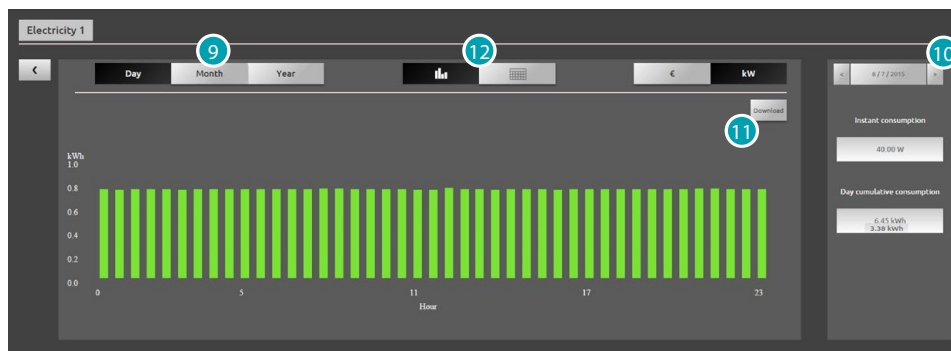 Electricity 1
9
12
10
Day Month Year
€ kW
6 / 7 / 2015
Download
11
Instant consumption
40.00 W
kWh
1.0
0.8
0.6
0.4
0.2
0.0
Day cumulative consumption
6.45 kWh
3.38 kWh
0 5 11 17 23
Hour